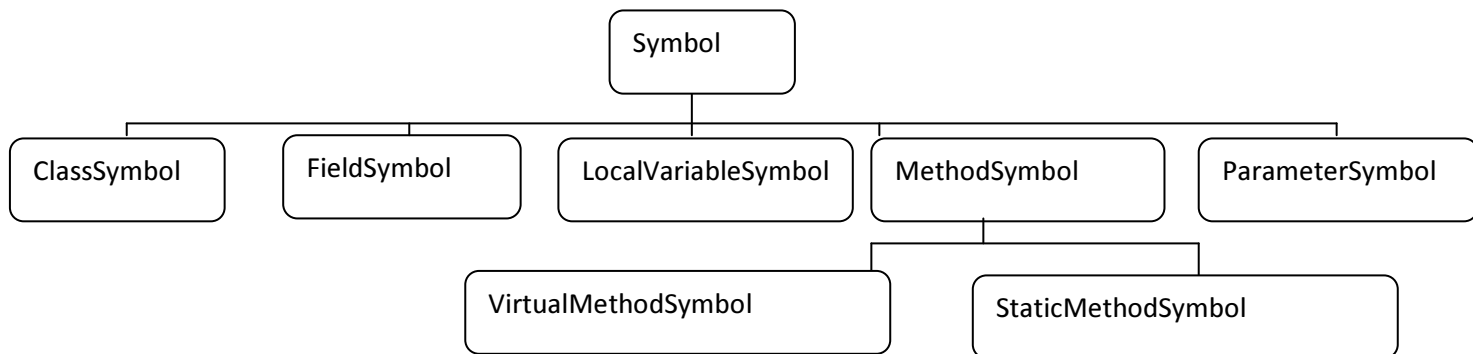 Symbol
ClassSymbol
FieldSymbol
LocalVariableSymbol
MethodSymbol
ParameterSymbol
VirtualMethodSymbol
StaticMethodSymbol